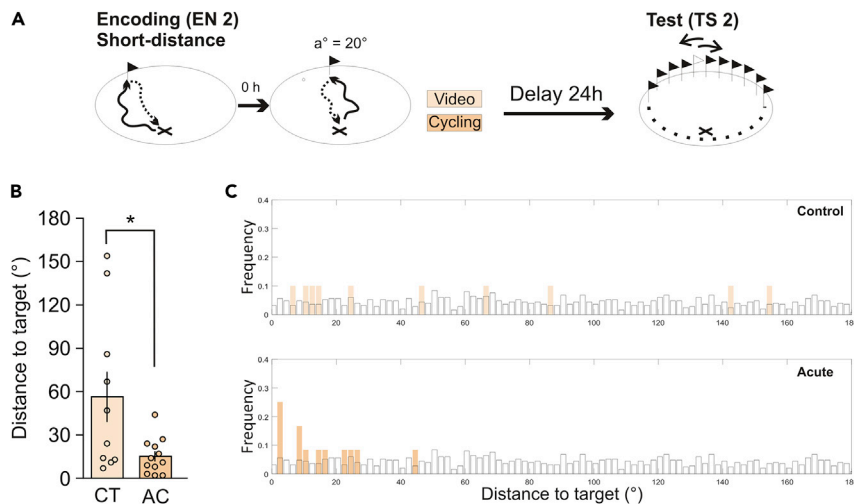 A
Encoding (EN 2)
Short-distance
a° = 20°
0 h
Video
Cycling
Delay 24h
Test (TS 2)
B
Distance to target (°)
180
150
120
90
60
30
0
*
CT AC
C
Frequency
0.4
0.3
0.2
0.1
0
Control
0 20 40 60 80 100 120 140 160 180
Frequency
0.4
0.3
0.2
0.1
0
Acute
0 20 40 60 80 100 120 140 160 180
Distance to target (°)